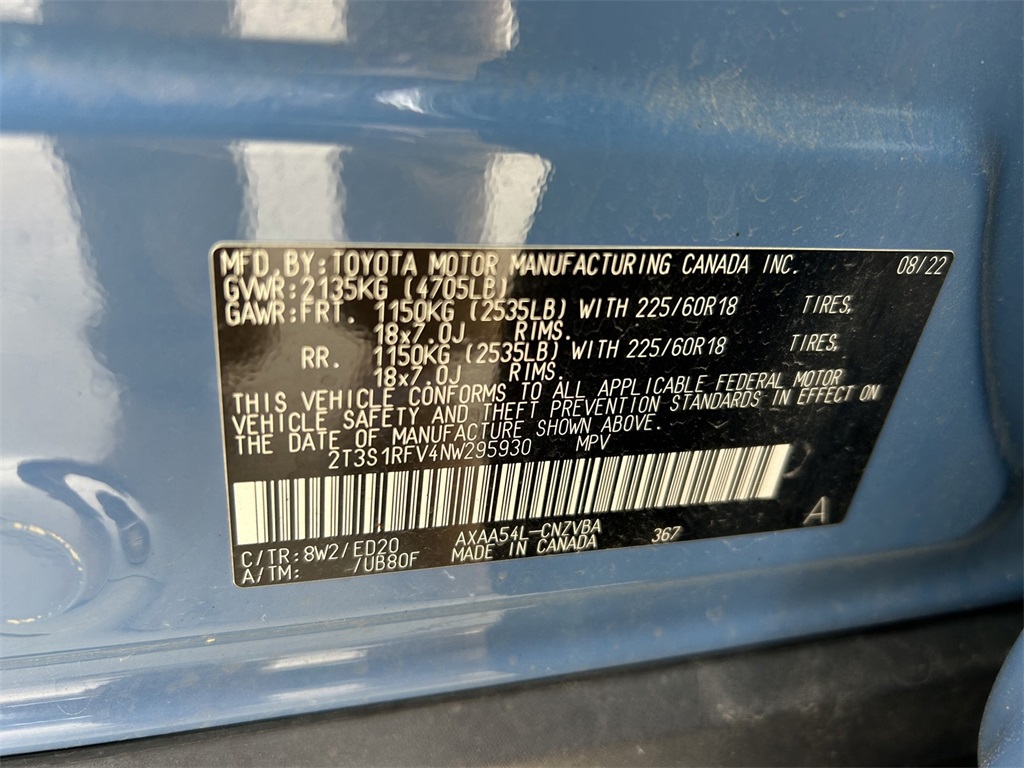 MFD.BY:TOYOTA MOTOR MANUFACTURING CANADA INC. 08/22
GVWR:2135KG (4705LB)
GAWR:FRT. 1150KG (2535LB) WITH 225/60R18 TIRES,
18x7.0J RIMS.
RR. 1150KG (2535LB) WITH 225/60R18 TIRES,
18x7.0J RIMS.
THIS VEHICLE CONFORMS TO ALL APPLICABLE FEDERAL MOTOR
VEHICLE SAFETY AND THEFT PREVENTION STANDARDS IN EFFECT ON
THE DATE OF MANUFACTURE SHOWN ABOVE.
2T3S1RFV4NW295930 MPV
A
C/TR:8W2/ED20 AXAA54L-CNZVBA 367
A/TM: /UB80F MADE IN CANADA